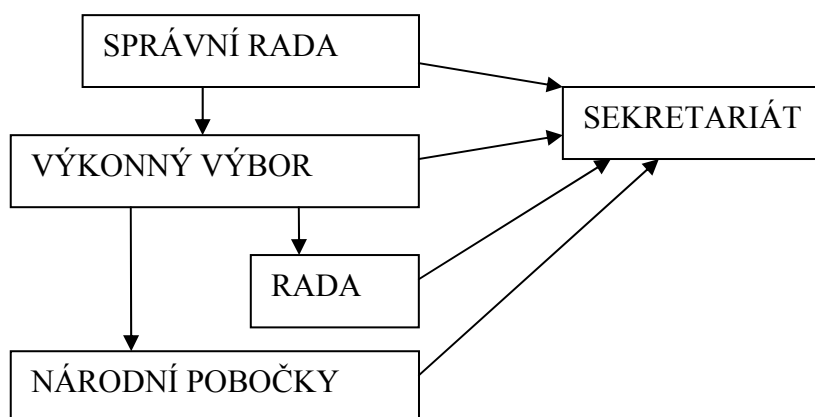 SPRÁVNÍ RADA
SEKRETARIÁT
VÝKONNÝ VÝBOR
RADA
NÁRODNÍ POBOČKY